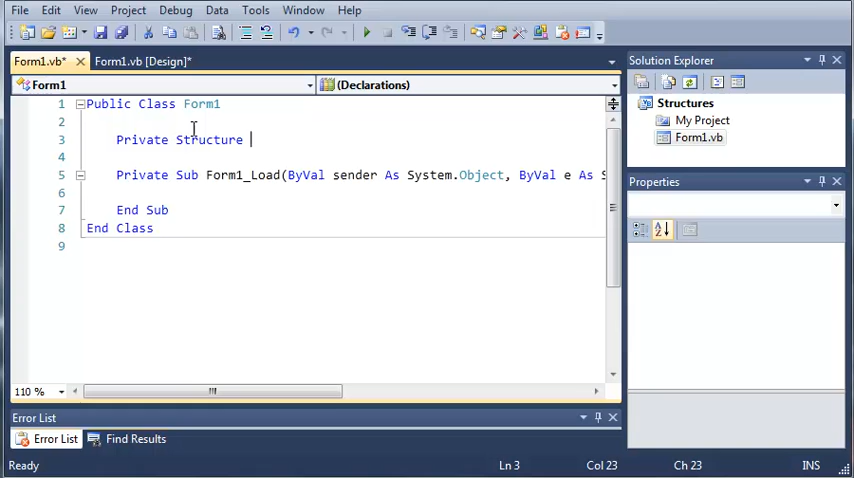 File Edit View Project Debug Data Tools Window Help
Form1.vb* Form1.vb [Design]*
Form1 (Declarations)
1 Public Class Form1
2
3 Private Structure
4
5 Private Sub Form1_Load(ByVal sender As System.Object, ByVal e As S
6
7 End Sub
8 End Class
9
110 %
Solution Explorer
Structures
My Project
Form1.vb
Properties
Error List
Error List Find Results
Ready Ln 3 Col 23 Ch 23 INS